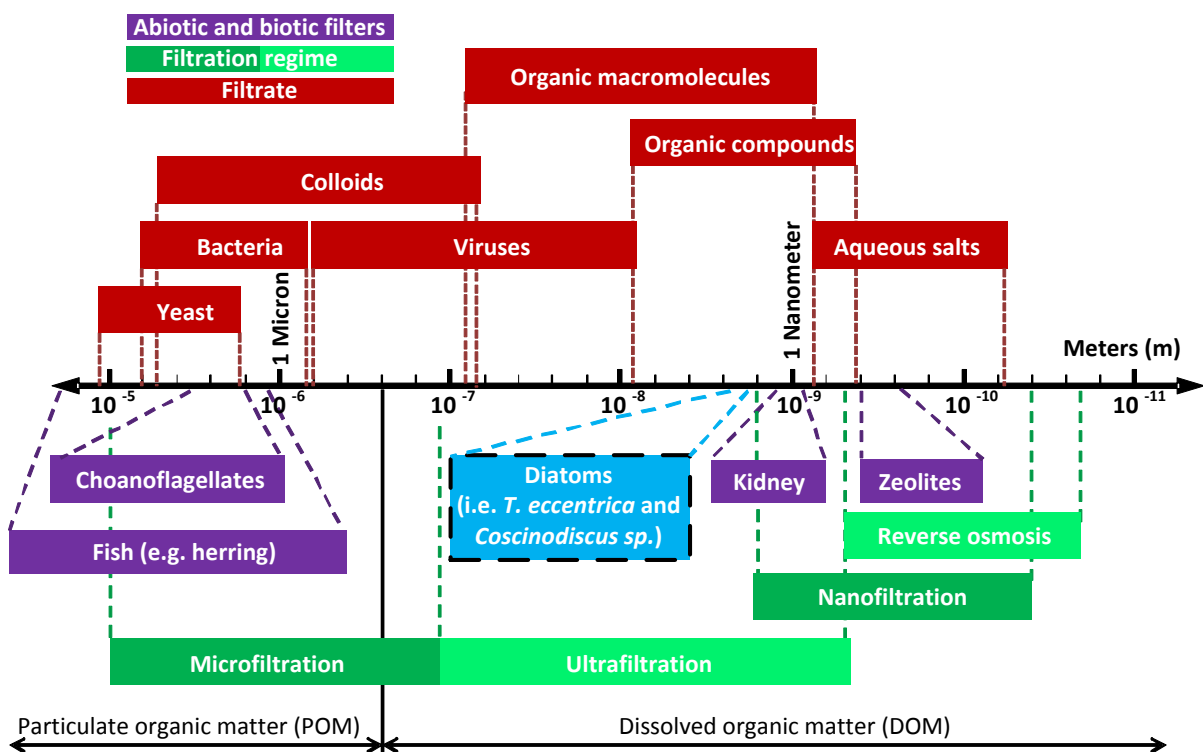 Abiotic and biotic filters
Filtration regime
Filtrate
Organic macromolecules
Organic compounds
Colloids
Bacteria
Viruses
Aqueous salts
Yeast
1 Micron
1 Nanometer
Meters (m)
10 -5
10 -6
10 -7
10 -8
10 -9
10 -10
10 -11
Choanoflagellates
Diatoms
(i.e. T. eccentrica and
Coscinodiscus sp.)
Kidney
Zeolites
Fish (e.g. herring)
Reverse osmosis
Nanofiltration
Microfiltration
Ultrafiltration
Particulate organic matter (POM)
Dissolved organic matter (DOM)